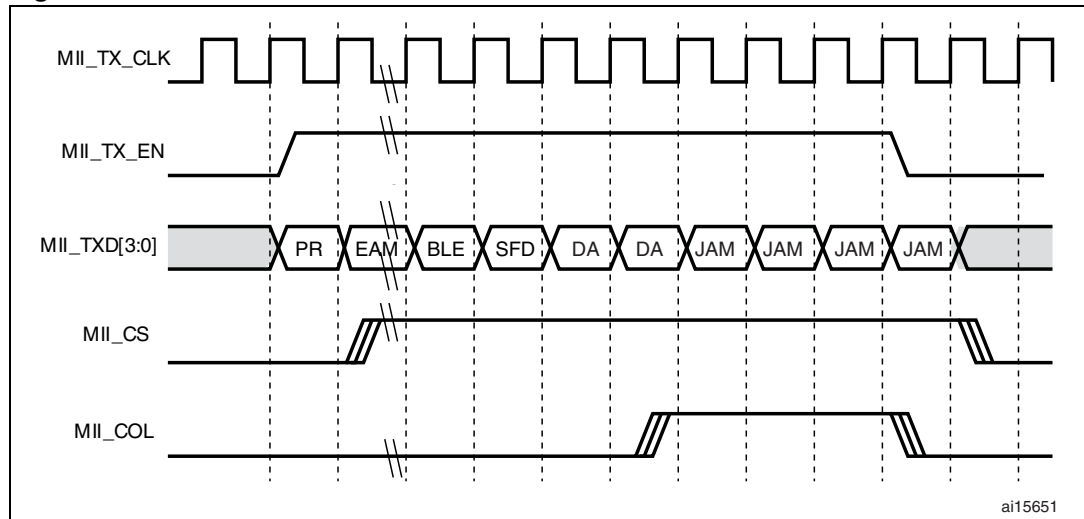 MII_TX_CLK
MII_TX_EN
MII_TXD[3:0]
PR EAM BLE SFD DA DA JAM JAM JAM JAM
MII_CS
MII_COL
ai15651